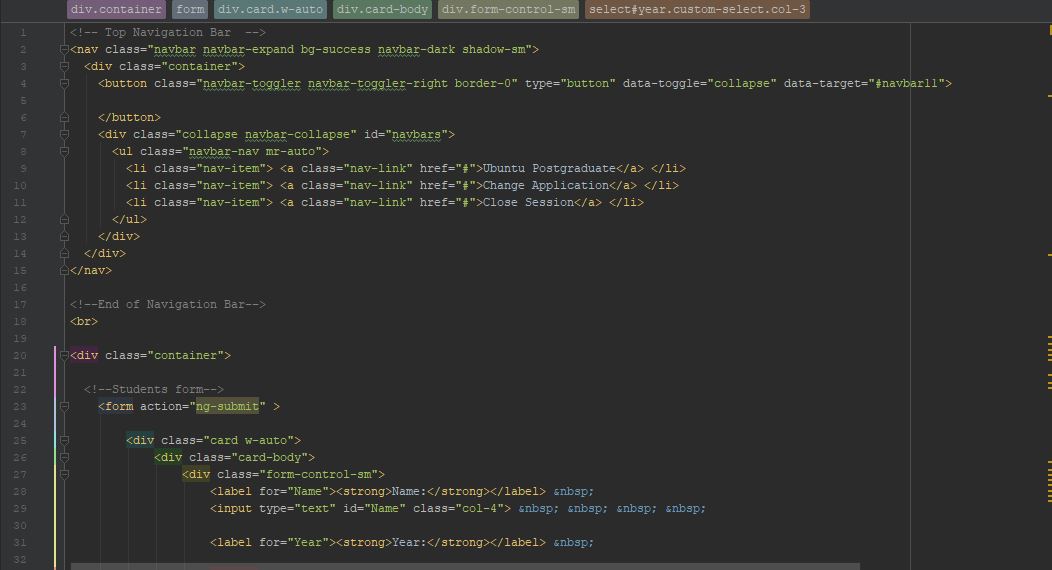 div.container form div.card.w-auto div.card-body div.form-control-sm select#year.custom-select.col-3
1 <!-- Top Navigation Bar -->
2 <nav class="navbar navbar-expand bg-success navbar-dark shadow-sm">
3 <div class="container">
4 <button class="navbar-toggler navbar-toggler-right border-0" type="button" data-toggle="collapse" data-target="#navbar11">
5
6 </button>
7 <div class="collapse navbar-collapse" id="navbars">
8 <ul class="navbar-nav mr-auto">
9 <li class="nav-item"> <a class="nav-link" href="#">Ubuntu Postgraduate</a> </li>
10 <li class="nav-item"> <a class="nav-link" href="#">Change Application</a> </li>
11 <li class="nav-item"> <a class="nav-link" href="#">Close Session</a> </li>
12 </ul>
13 </div>
14 </div>
15 </nav>
16
17 <!--End of Navigation Bar-->
18 <br>
19
20 <div class="container">
21
22 <!--Students form-->
23 <form action="ng-submit" >
24
25 <div class="card w-auto">
26 <div class="card-body">
27 <div class="form-control-sm">
28 <label for="Name"><strong>Name:</strong></label> &nbsp;
29 <input type="text" id="Name" class="col-4"> &nbsp; &nbsp; &nbsp; &nbsp;
30
31 <label for="Year"><strong>Year:</strong></label> &nbsp;
32